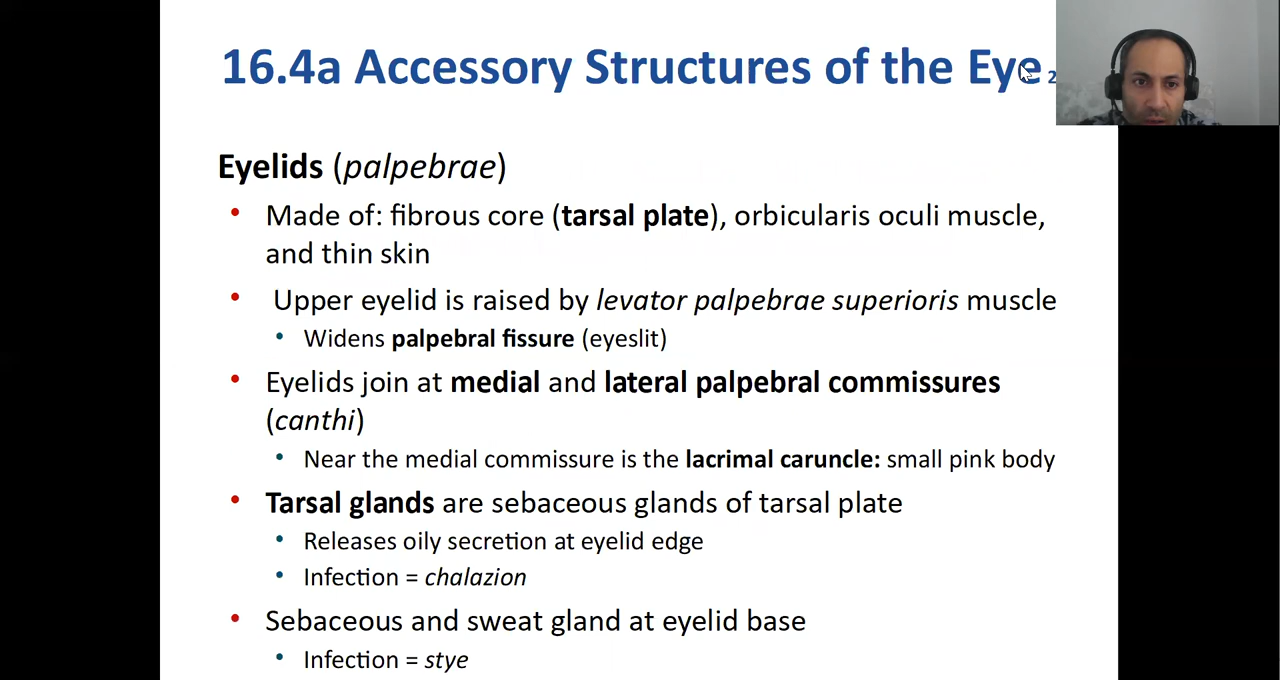 16.4a Accessory Structures of the Eye 2
Eyelids (palpebrae)
• Made of: fibrous core (tarsal plate), orbicularis oculi muscle,
and thin skin
• Upper eyelid is raised by levator palpebrae superioris muscle
• Widens palpebral fissure (eyeslit)
• Eyelids join at medial and lateral palpebral commissures
(canthi)
• Near the medial commissure is the lacrimal caruncle: small pink body
• Tarsal glands are sebaceous glands of tarsal plate
• Releases oily secretion at eyelid edge
• Infection = chalazion
• Sebaceous and sweat gland at eyelid base
• Infection = stye